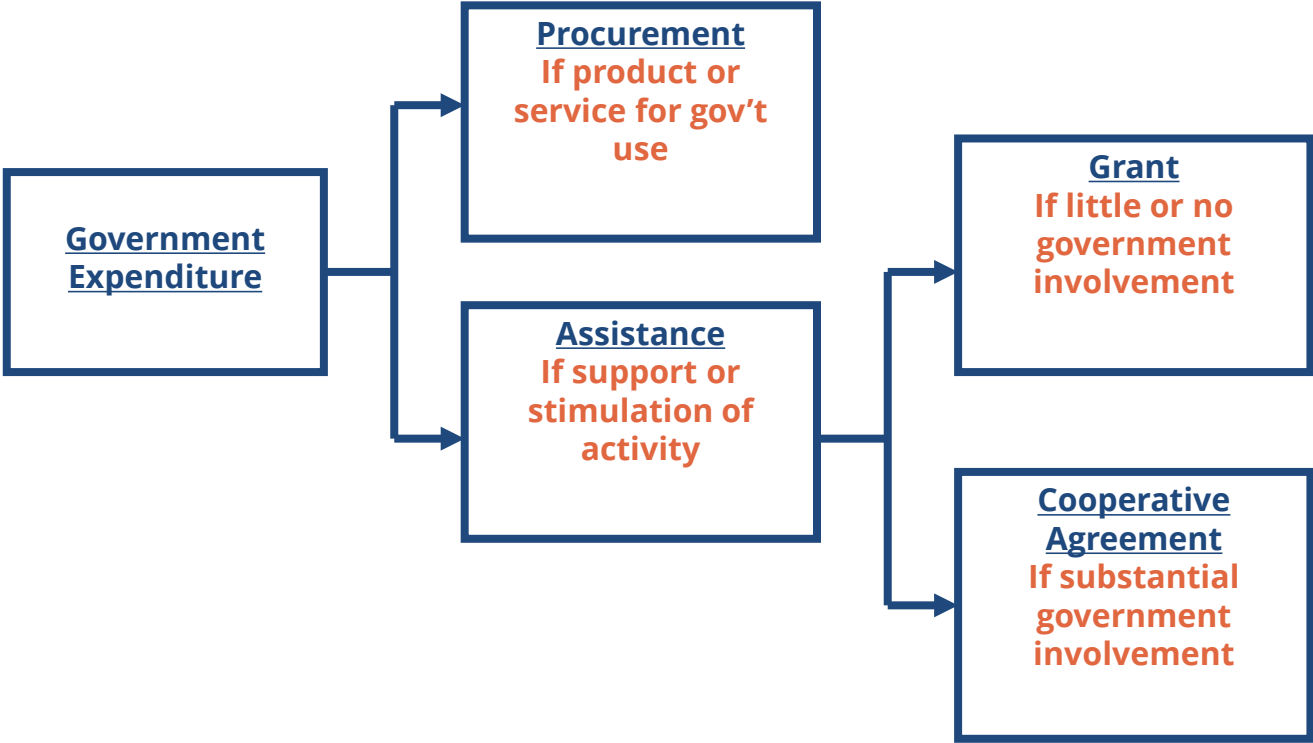 Government
Expenditure
Procurement
If product or
service for gov’t
use
Assistance
If support or
stimulation of
activity
Grant
If little or no
government
involvement
Cooperative
Agreement
If substantial
government
involvement